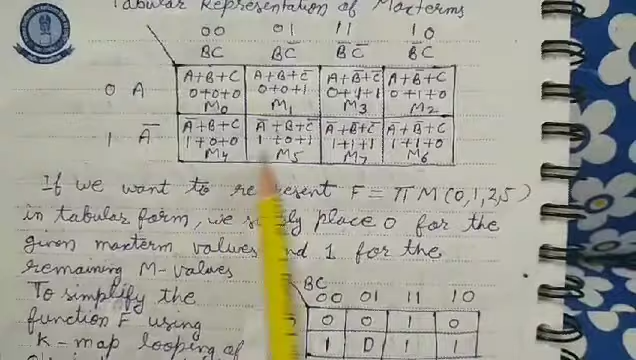 Tabular Representation of Maxterms
00 01 11 10
BC BC̅ B̅C̅ B̅C
A+B+C A+B+C̅ A+B̅+C̅ A+B̅+C
0 A 0+0+0 0+0+1 0+1+1 0+1+0
M0 M1 M3 M2
A̅+B+C A̅+B+C̅ A̅+B̅+C̅ A̅+B̅+C
1 A̅ 1+0+0 1+0+1 1+1+1 1+1+0
M4 M5 M7 M6
If we want to represent F = πM(0,1,2,5)
in tabular form, we simply place 0 for the
given maxterm values and 1 for the
remaining M-values
To simplify the
function F using
K-map looping of
BC
00 01 11 10
0 0 1 0
1 0 1 1